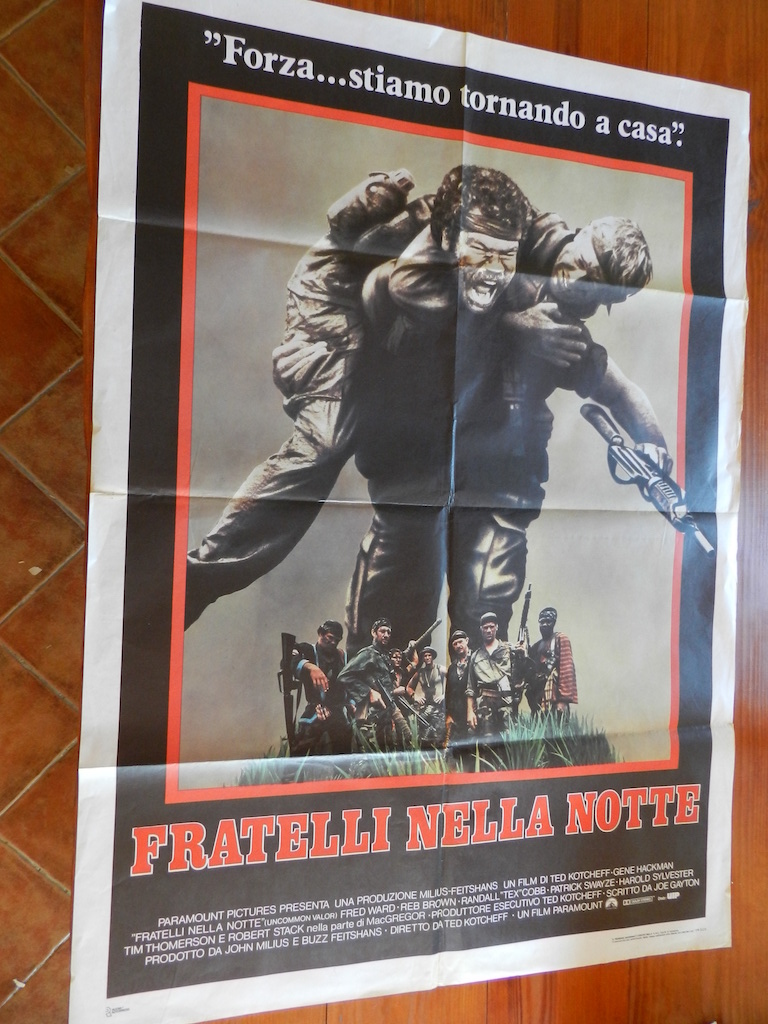 ”Forza...stiamo tornando a casa”.
FRATELLI NELLA NOTTE
PARAMOUNT PICTURES PRESENTA UNA PRODUZIONE MILIUS-FEITSHANS UN FILM DI TED KOTCHEFF · GENE HACKMAN
"FRATELLI NELLA NOTTE" (UNCOMMON VALOR) FRED WARD · REB BROWN · RANDALL "TEX" COBB · PATRICK SWAYZE · HAROLD SYLVESTER
TIM THOMERSON E ROBERT STACK nella parte di MacGREGOR · PRODUTTORE ESECUTIVO TED KOTCHEFF · SCRITTO DA JOE GAYTON
PRODOTTO DA JOHN MILIUS E BUZZ FEITSHANS · DIRETTO DA TED KOTCHEFF · UN FILM PARAMOUNT